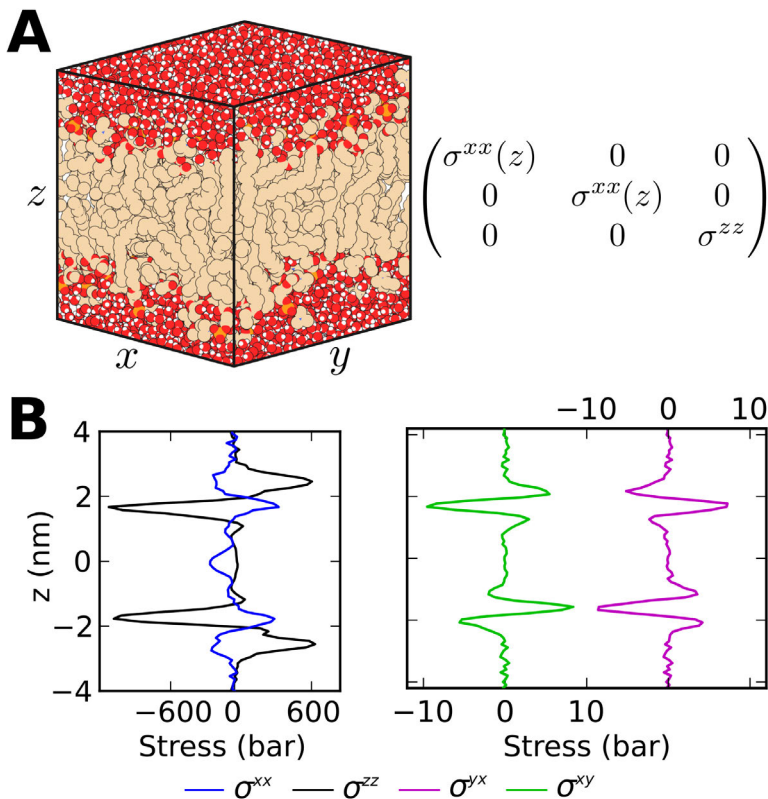 A
z
x
y
σ^xx(z) 0 0
0 σ^xx(z) 0
0 0 σ^zz
B
−10 0 10
4
2
0
−2
−4
z (nm)
−600 0 600
−10 0 10
Stress (bar) Stress (bar)
σ^xx σ^zz σ^yx σ^xy